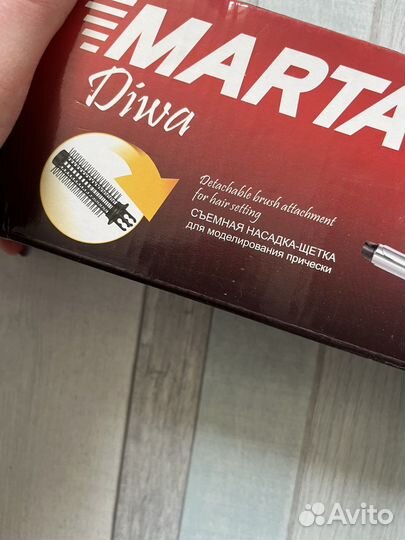 MARTA
Diwa
Detachable brush attachment
for hair setting
СЪЕМНАЯ НАСАДКА-ЩЕТКА
для моделирования прически
Avito